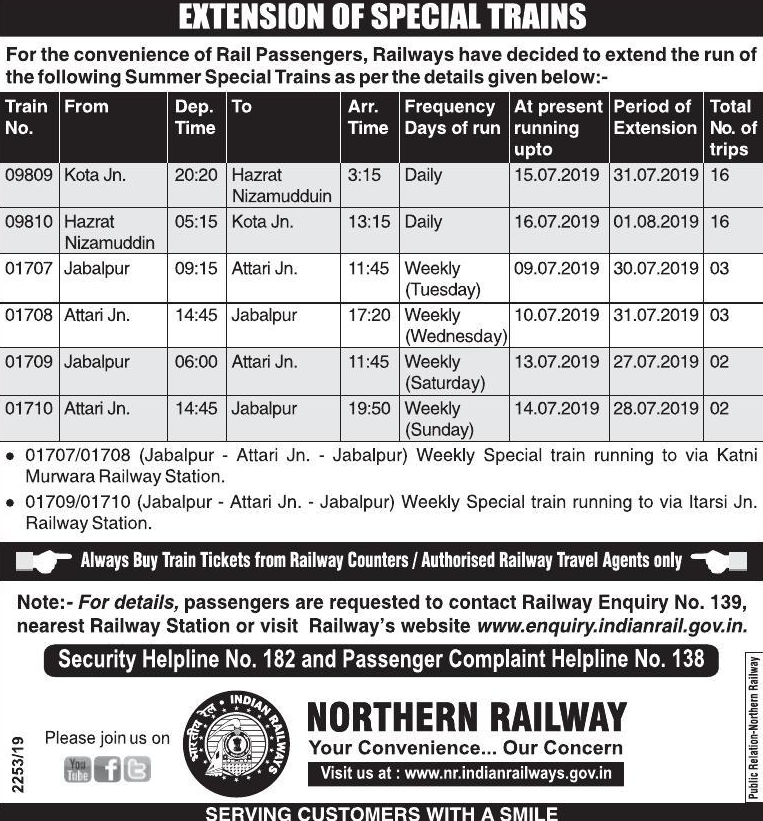 EXTENSION OF SPECIAL TRAINS
For the convenience of Rail Passengers, Railways have decided to extend the run of
the following Summer Special Trains as per the details given below:-
Train No. From Dep. Time To Arr. Time Frequency Days of run At present running upto Period of Extension Total No. of trips
09809 Kota Jn. 20:20 Hazrat Nizamudduin 3:15 Daily 15.07.2019 31.07.2019 16
09810 Hazrat Nizamuddin 05:15 Kota Jn. 13:15 Daily 16.07.2019 01.08.2019 16
01707 Jabalpur 09:15 Attari Jn. 11:45 Weekly (Tuesday) 09.07.2019 30.07.2019 03
01708 Attari Jn. 14:45 Jabalpur 17:20 Weekly (Wednesday) 10.07.2019 31.07.2019 03
01709 Jabalpur 06:00 Attari Jn. 11:45 Weekly (Saturday) 13.07.2019 27.07.2019 02
01710 Attari Jn. 14:45 Jabalpur 19:50 Weekly (Sunday) 14.07.2019 28.07.2019 02
• 01707/01708 (Jabalpur - Attari Jn. - Jabalpur) Weekly Special train running to via Katni
Murwara Railway Station.
• 01709/01710 (Jabalpur - Attari Jn. - Jabalpur) Weekly Special train running to via Itarsi Jn.
Railway Station.
Always Buy Train Tickets from Railway Counters / Authorised Railway Travel Agents only
Note:- For details, passengers are requested to contact Railway Enquiry No. 139,
nearest Railway Station or visit Railway's website www.enquiry.indianrail.gov.in.
Security Helpline No. 182 and Passenger Complaint Helpline No. 138
2253/19
Please join us on
You Tube
भारतीय रेल • INDIAN RAILWAYS
NORTHERN RAILWAY
Your Convenience... Our Concern
Visit us at : www.nr.indianrailways.gov.in
Public Relation-Northern Railway
SERVING CUSTOMERS WITH A SMILE